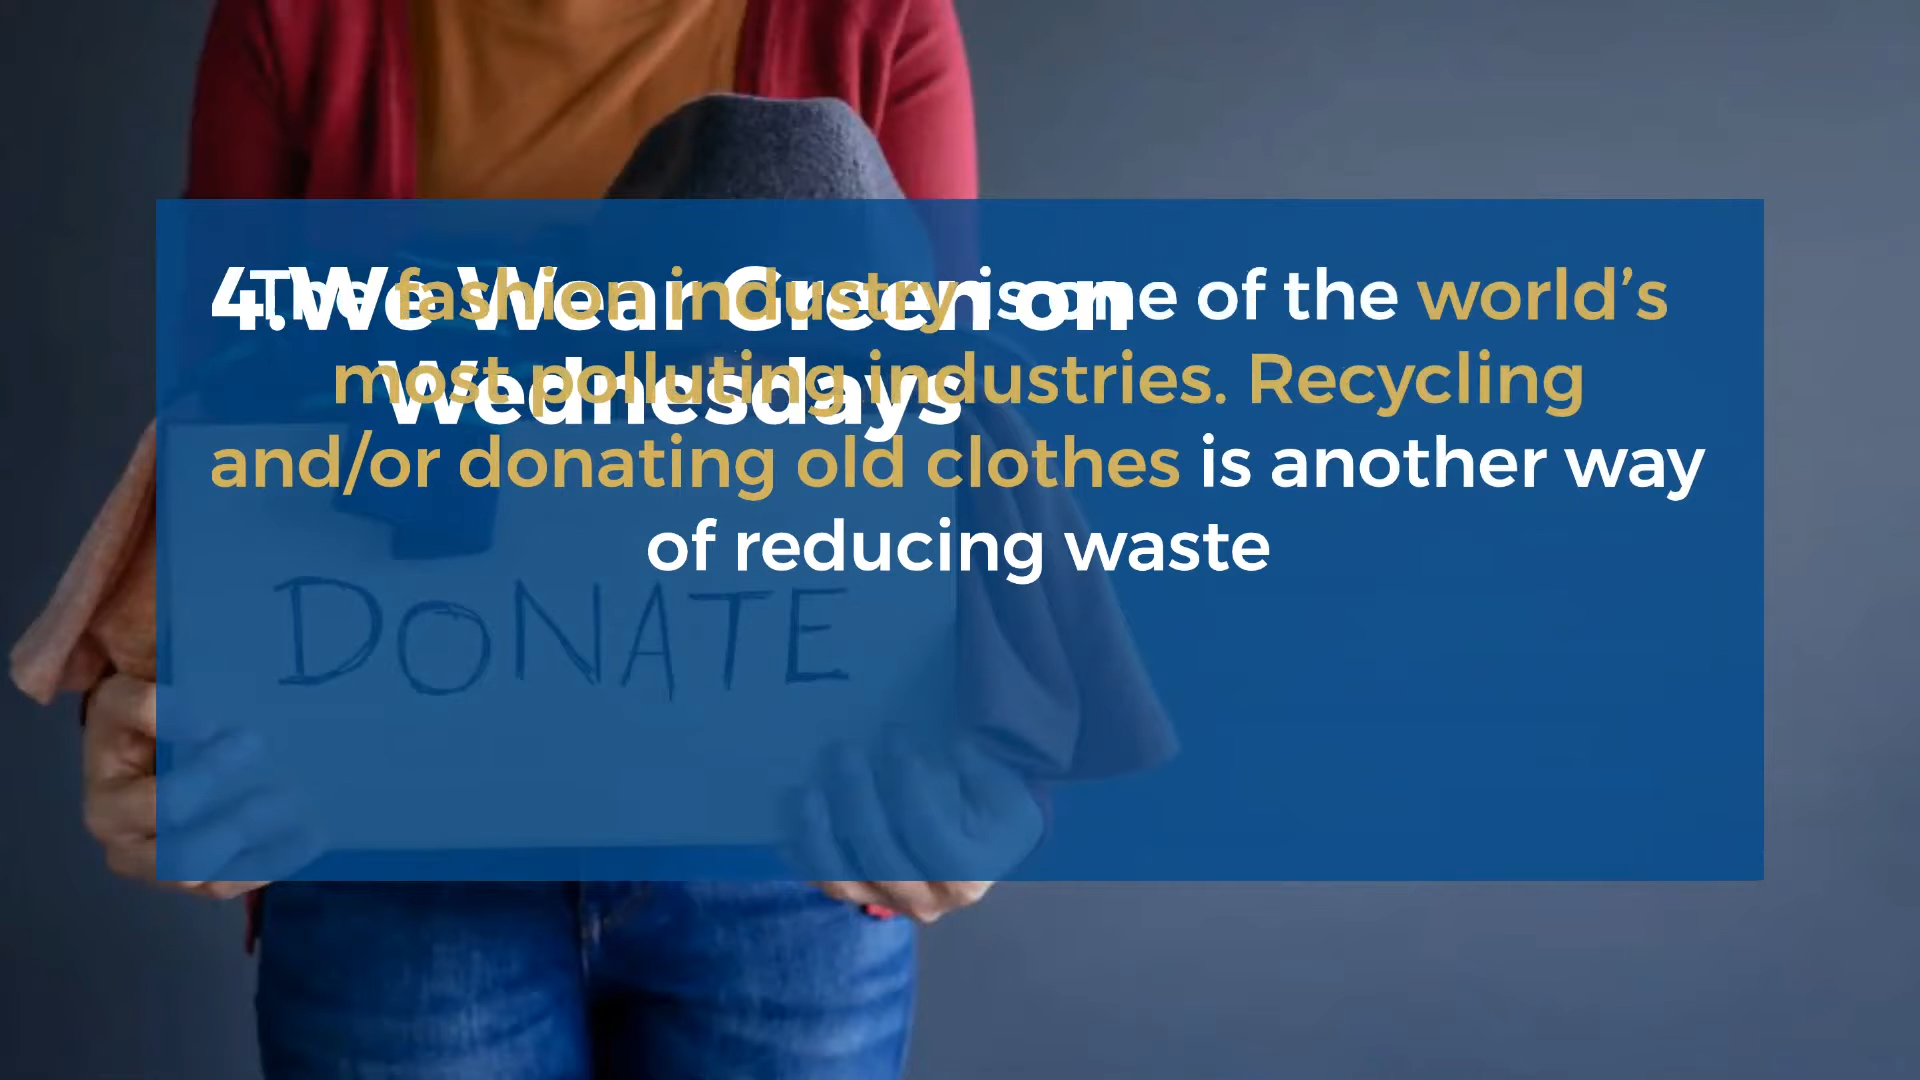 4. We Wear Green on
Wednesdays
The fashion industry is one of the world’s
most polluting industries. Recycling
and/or donating old clothes is another way
of reducing waste
DONATE